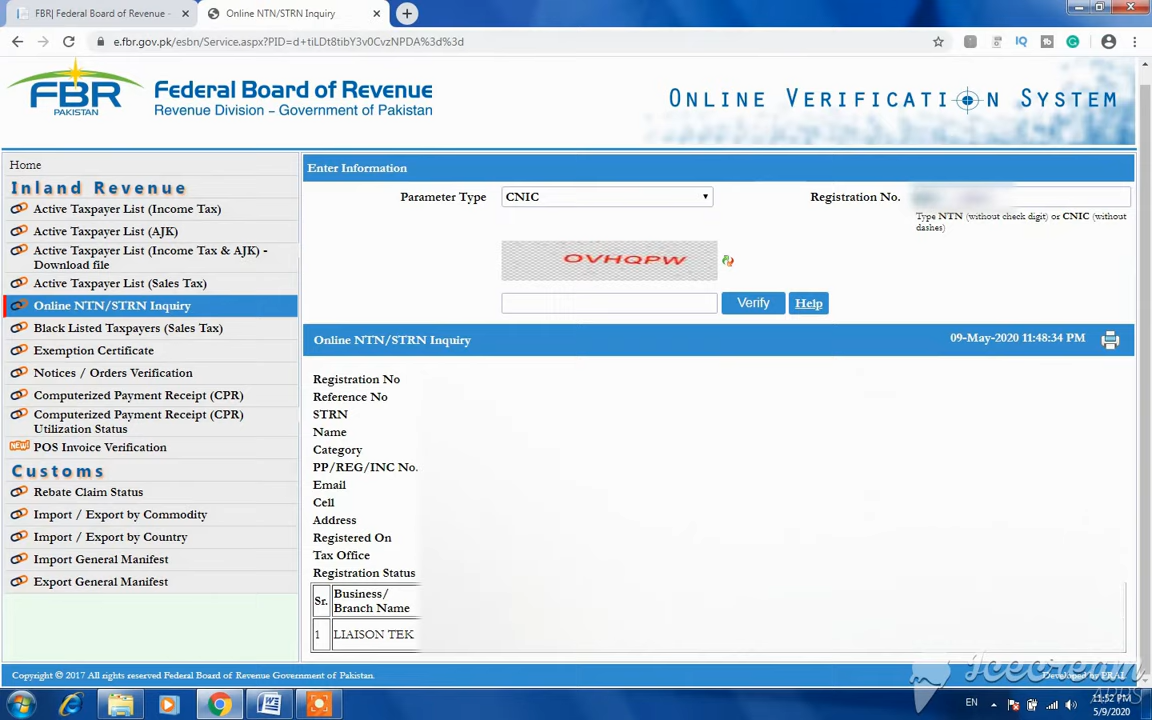 FBR| Federal Board of Revenue -
Online NTN/STRN Inquiry
e.fbr.gov.pk/esbn/Service.aspx?PID=d+tiLDt8tibY3v0CvzNPDA%3d%3d
FBR
PAKISTAN
Federal Board of Revenue
Revenue Division - Government of Pakistan
ONLINE VERIFICATION SYSTEM
Home
Inland Revenue
Active Taxpayer List (Income Tax)
Active Taxpayer List (AJK)
Active Taxpayer List (Income Tax & AJK) -
Download file
Active Taxpayer List (Sales Tax)
Online NTN/STRN Inquiry
Black Listed Taxpayers (Sales Tax)
Exemption Certificate
Notices / Orders Verification
Computerized Payment Receipt (CPR)
Computerized Payment Receipt (CPR)
Utilization Status
NEW! POS Invoice Verification
Customs
Rebate Claim Status
Import / Export by Commodity
Import / Export by Country
Import General Manifest
Export General Manifest
Enter Information
Parameter Type CNIC Registration No.
Type NTN (without check digit) or CNIC (without
dashes)
OVHQPW
Verify Help
Online NTN/STRN Inquiry 09-May-2020 11:48:34 PM
Registration No
Reference No
STRN
Name
Category
PP/REG/INC No.
Email
Cell
Address
Registered On
Tax Office
Registration Status
Sr. Business/
Branch Name
1 LIAISON TEK
Copyright © 2017 All rights reserved Federal Board of Revenue Government of Pakistan.
Developed by PRAL
Icecream
APPS
EN
11:52 PM
5/9/2020